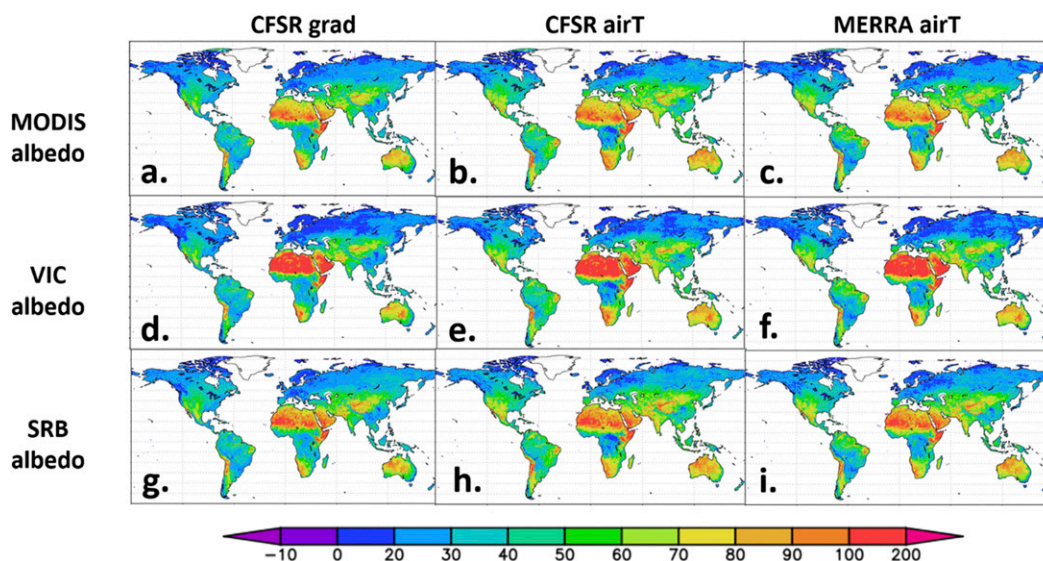 CFSR grad CFSR airT MERRA airT
MODIS
albedo
a. b. c.
VIC
albedo
d. e. f.
SRB
albedo
g. h. i.
−10 0 20 30 40 50 60 70 80 90 100 200